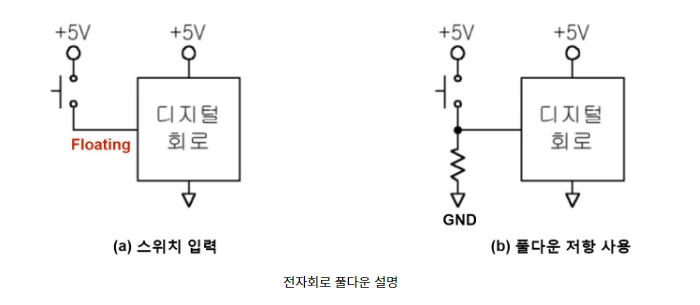 +5V
+5V
디지털
회로
Floating
(a) 스위치 입력
+5V
+5V
디지털
회로
GND
(b) 풀다운 저항 사용
전자회로 풀다운 설명